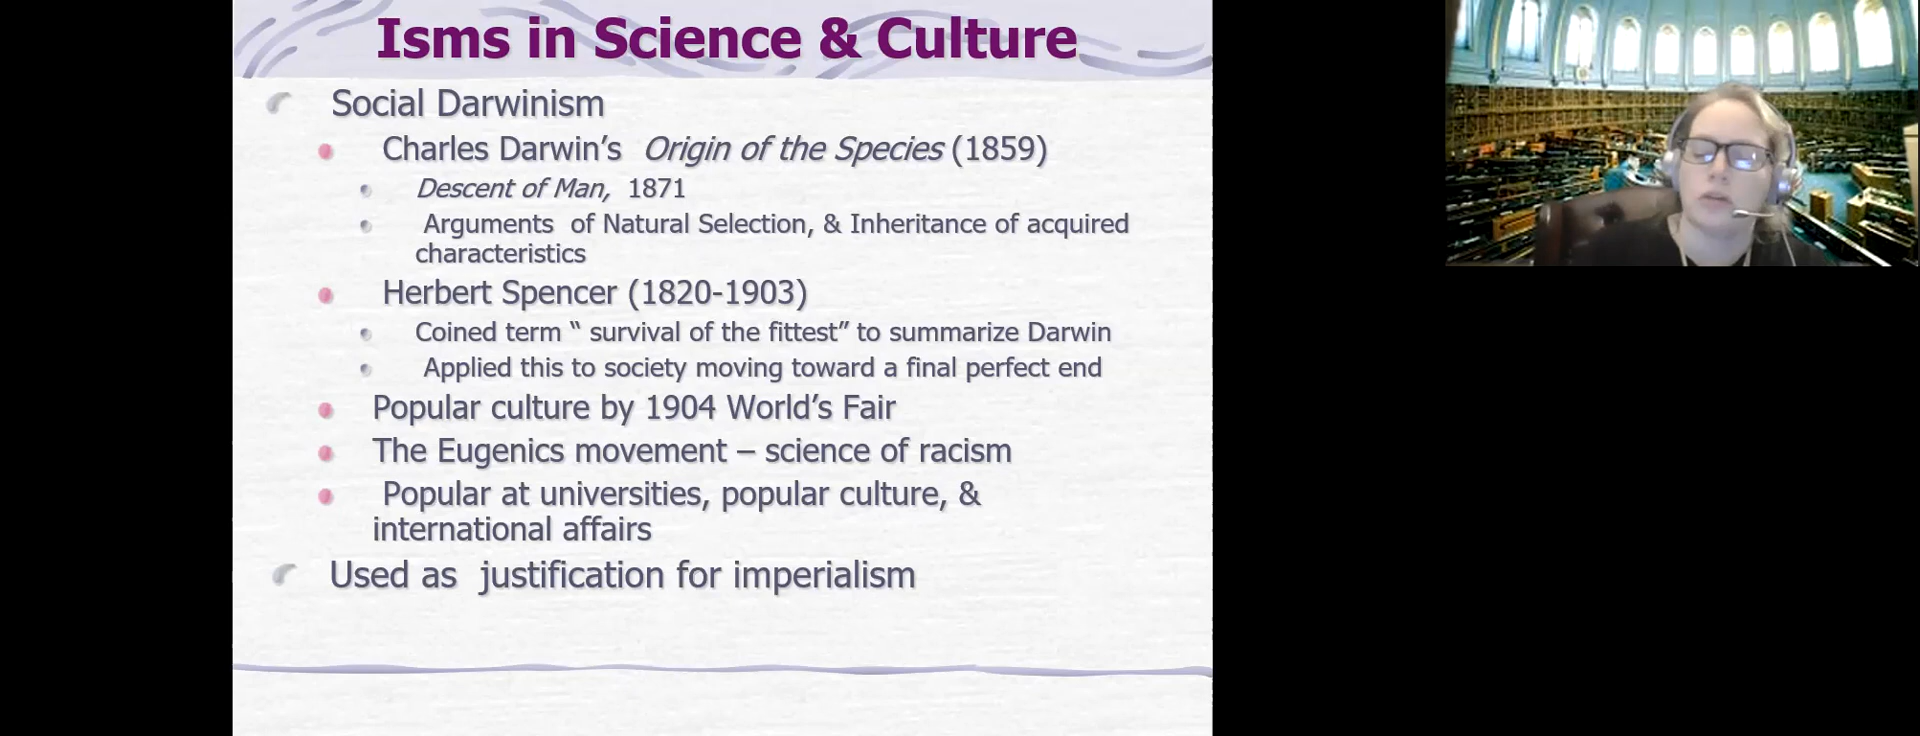 Isms in Science & Culture
Social Darwinism
Charles Darwin’s Origin of the Species (1859)
Descent of Man, 1871
Arguments of Natural Selection, & Inheritance of acquired
characteristics
Herbert Spencer (1820-1903)
Coined term “ survival of the fittest” to summarize Darwin
Applied this to society moving toward a final perfect end
Popular culture by 1904 World’s Fair
The Eugenics movement – science of racism
Popular at universities, popular culture, &
international affairs
Used as justification for imperialism